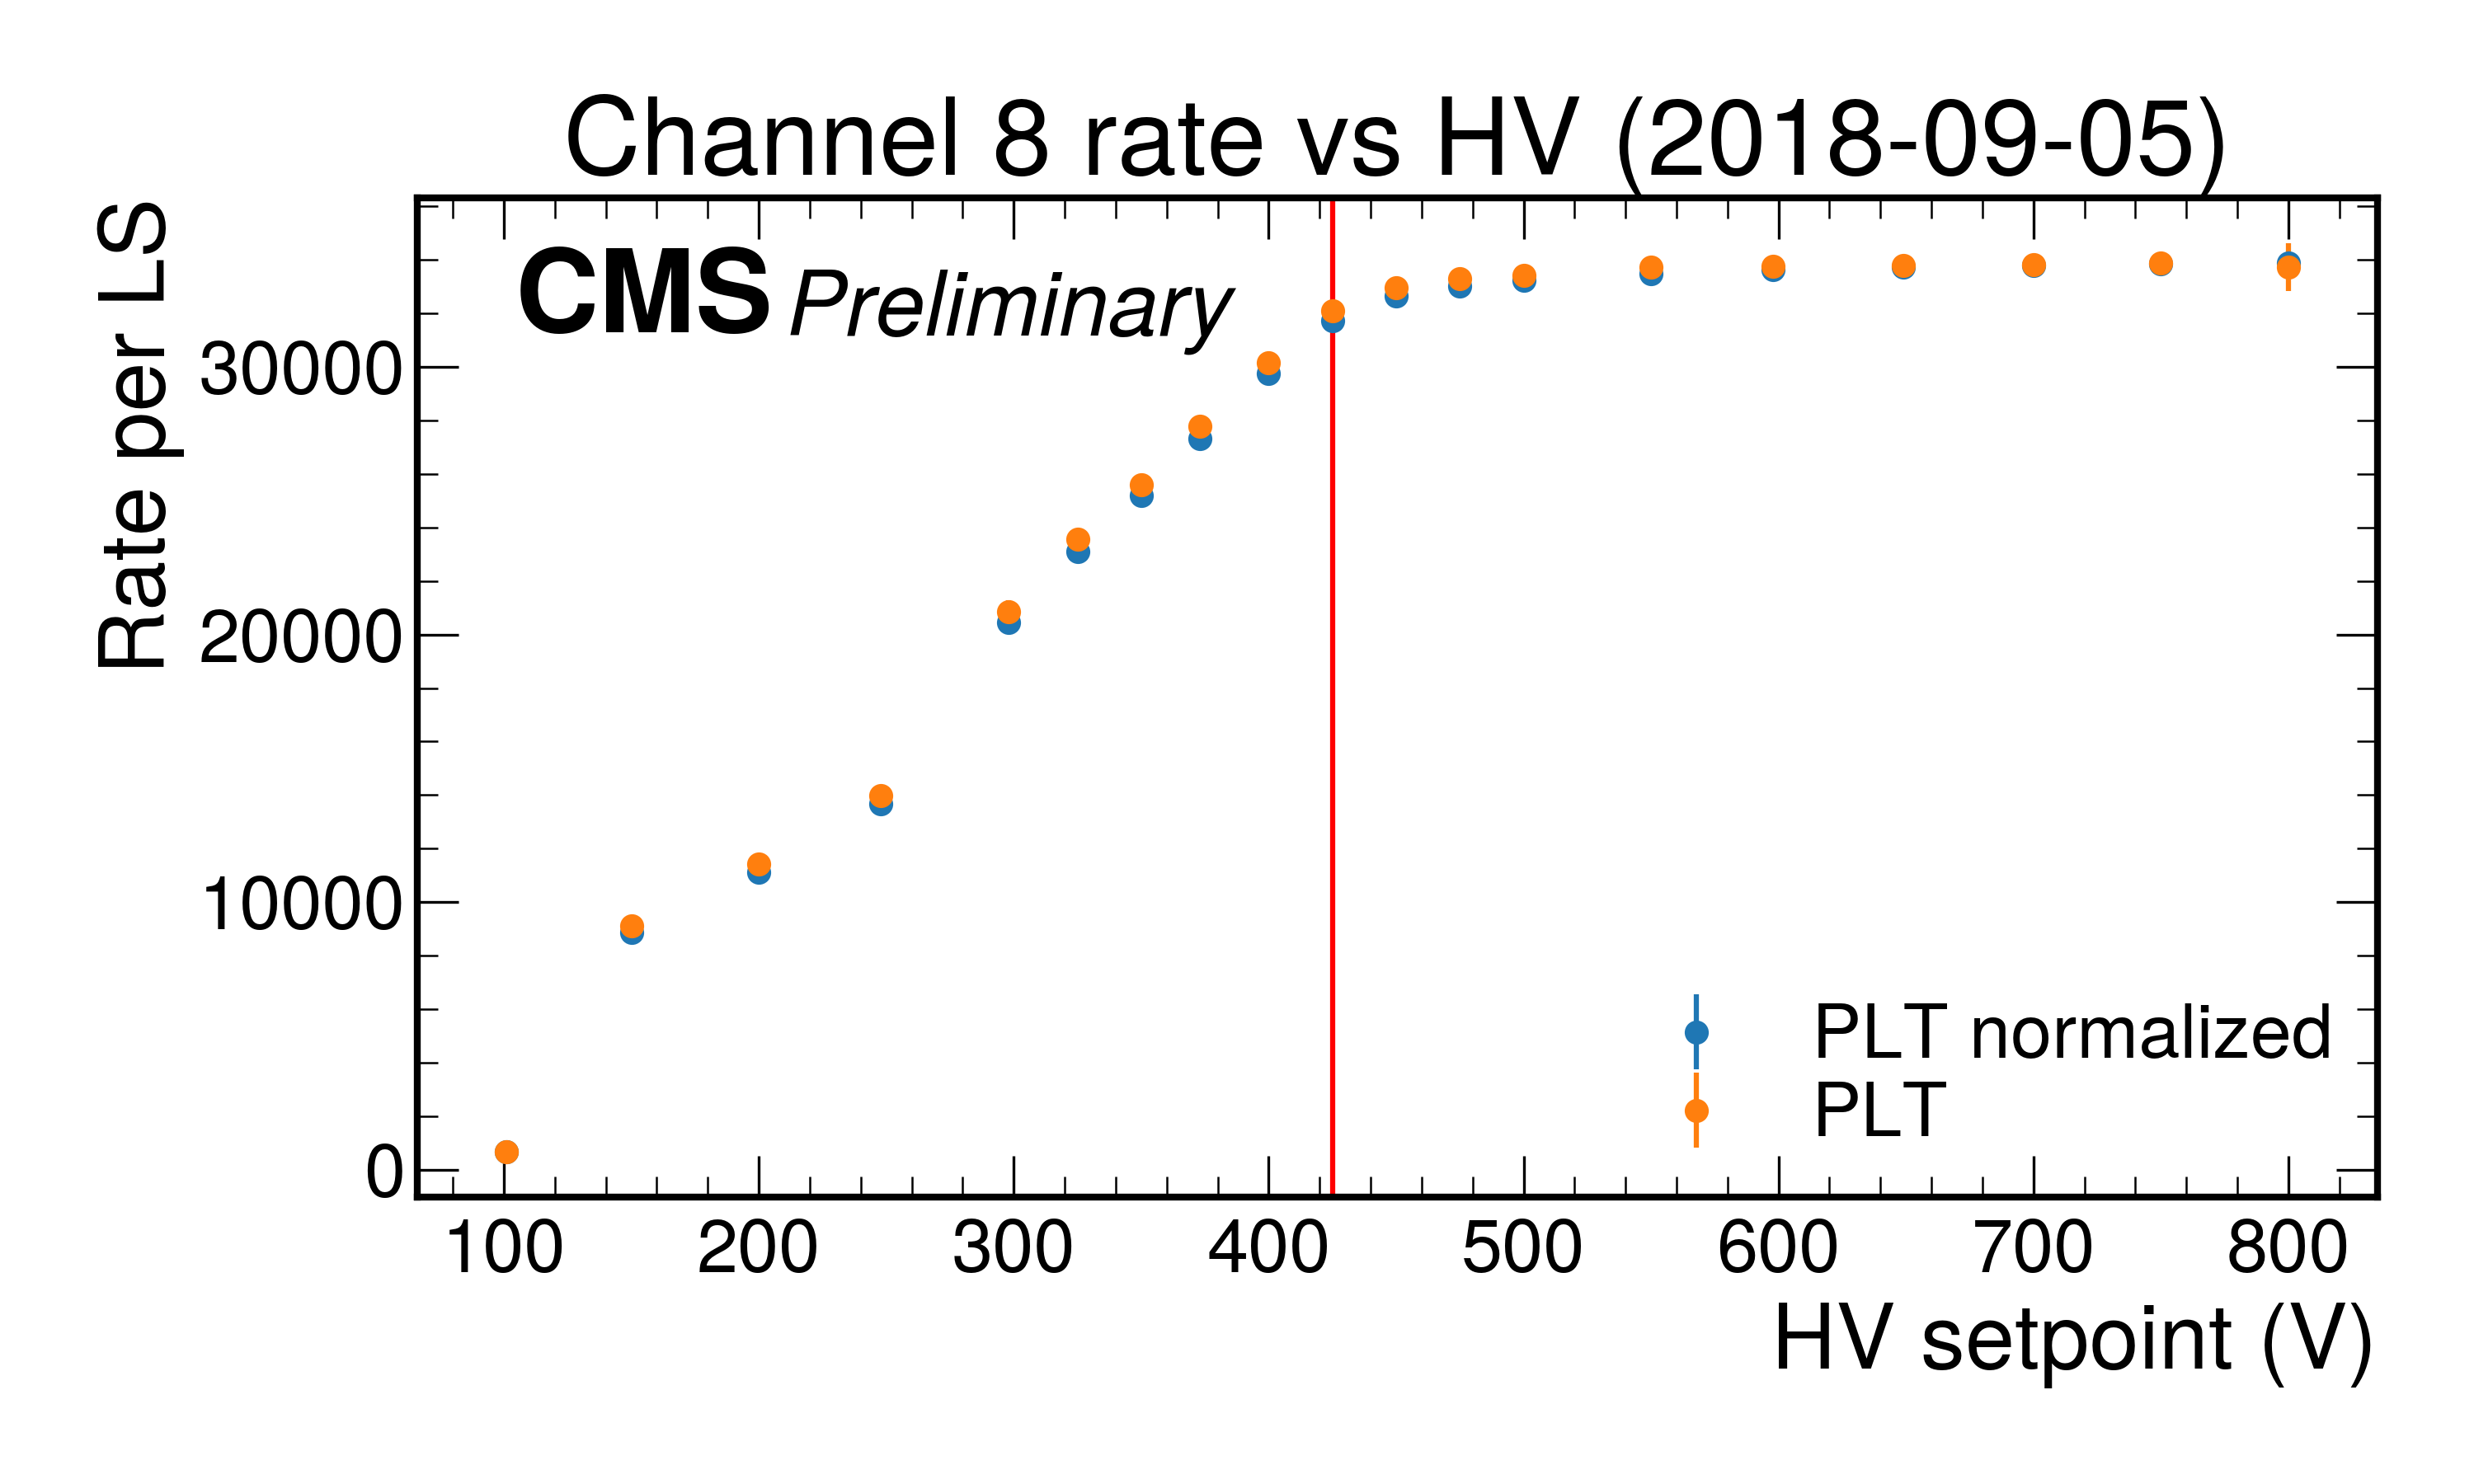 Channel 8 rate vs HV (2018-09-05)
CMS Preliminary
Rate per LS
30000
20000
10000
0
PLT normalized
PLT
100 200 300 400 500 600 700 800
HV setpoint (V)